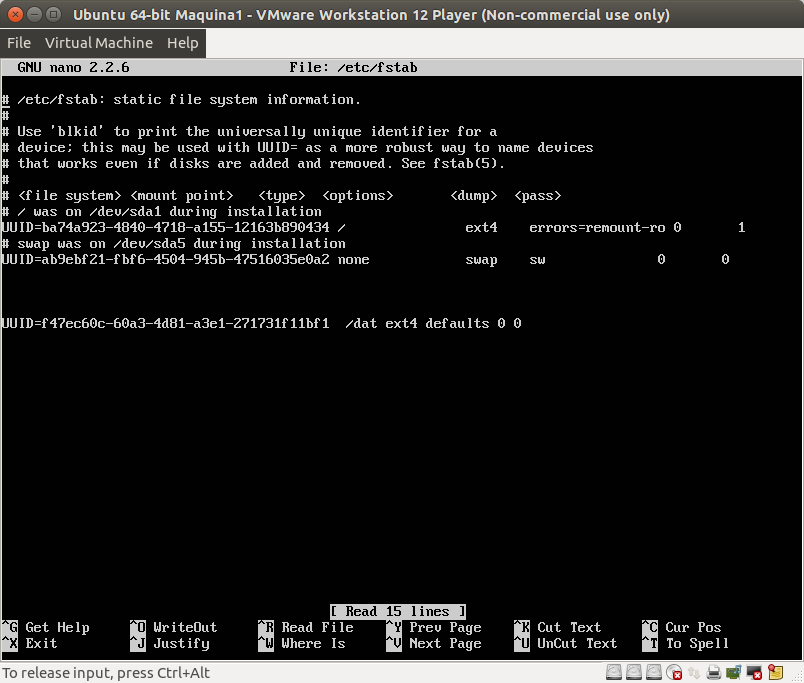 Ubuntu 64-bit Maquina1 - VMware Workstation 12 Player (Non-commercial use only)
File Virtual Machine Help
GNU nano 2.2.6 File: /etc/fstab
# /etc/fstab: static file system information.
#
# Use 'blkid' to print the universally unique identifier for a
# device; this may be used with UUID= as a more robust way to name devices
# that works even if disks are added and removed. See fstab(5).
#
# <file system> <mount point> <type> <options> <dump> <pass>
# / was on /dev/sda1 during installation
UUID=ba74a923-4840-4718-a155-12163b890434 / ext4 errors=remount-ro 0 1
# swap was on /dev/sda5 during installation
UUID=ab9ebf21-fbf6-4504-945b-47516035e0a2 none swap sw 0 0
UUID=f47ec60c-60a3-4d81-a3e1-271731f11bf1 /dat ext4 defaults 0 0
[ Read 15 lines ]
^G Get Help ^O WriteOut ^R Read File ^Y Prev Page ^K Cut Text ^C Cur Pos
^X Exit ^J Justify ^W Where Is ^V Next Page ^U UnCut Text ^T To Spell
To release input, press Ctrl+Alt